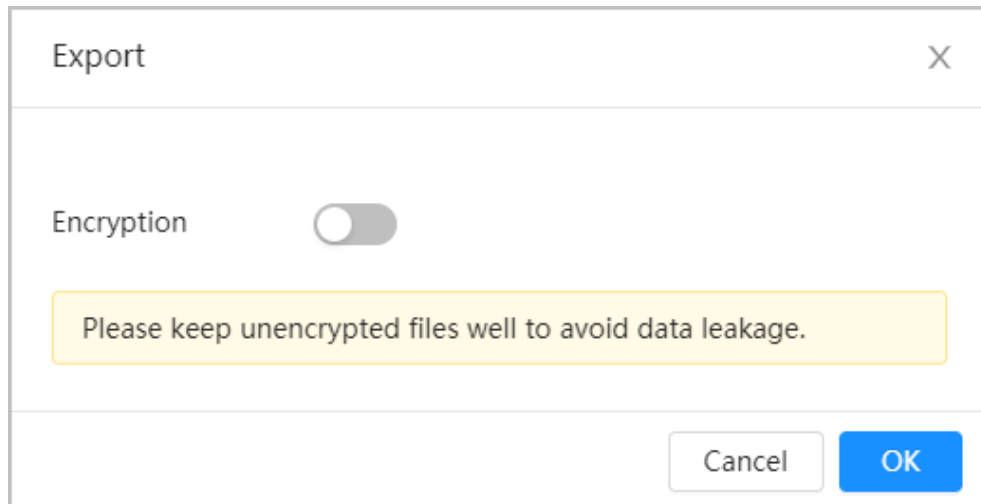 Export
Encryption
Please keep unencrypted files well to avoid data leakage.
Cancel OK